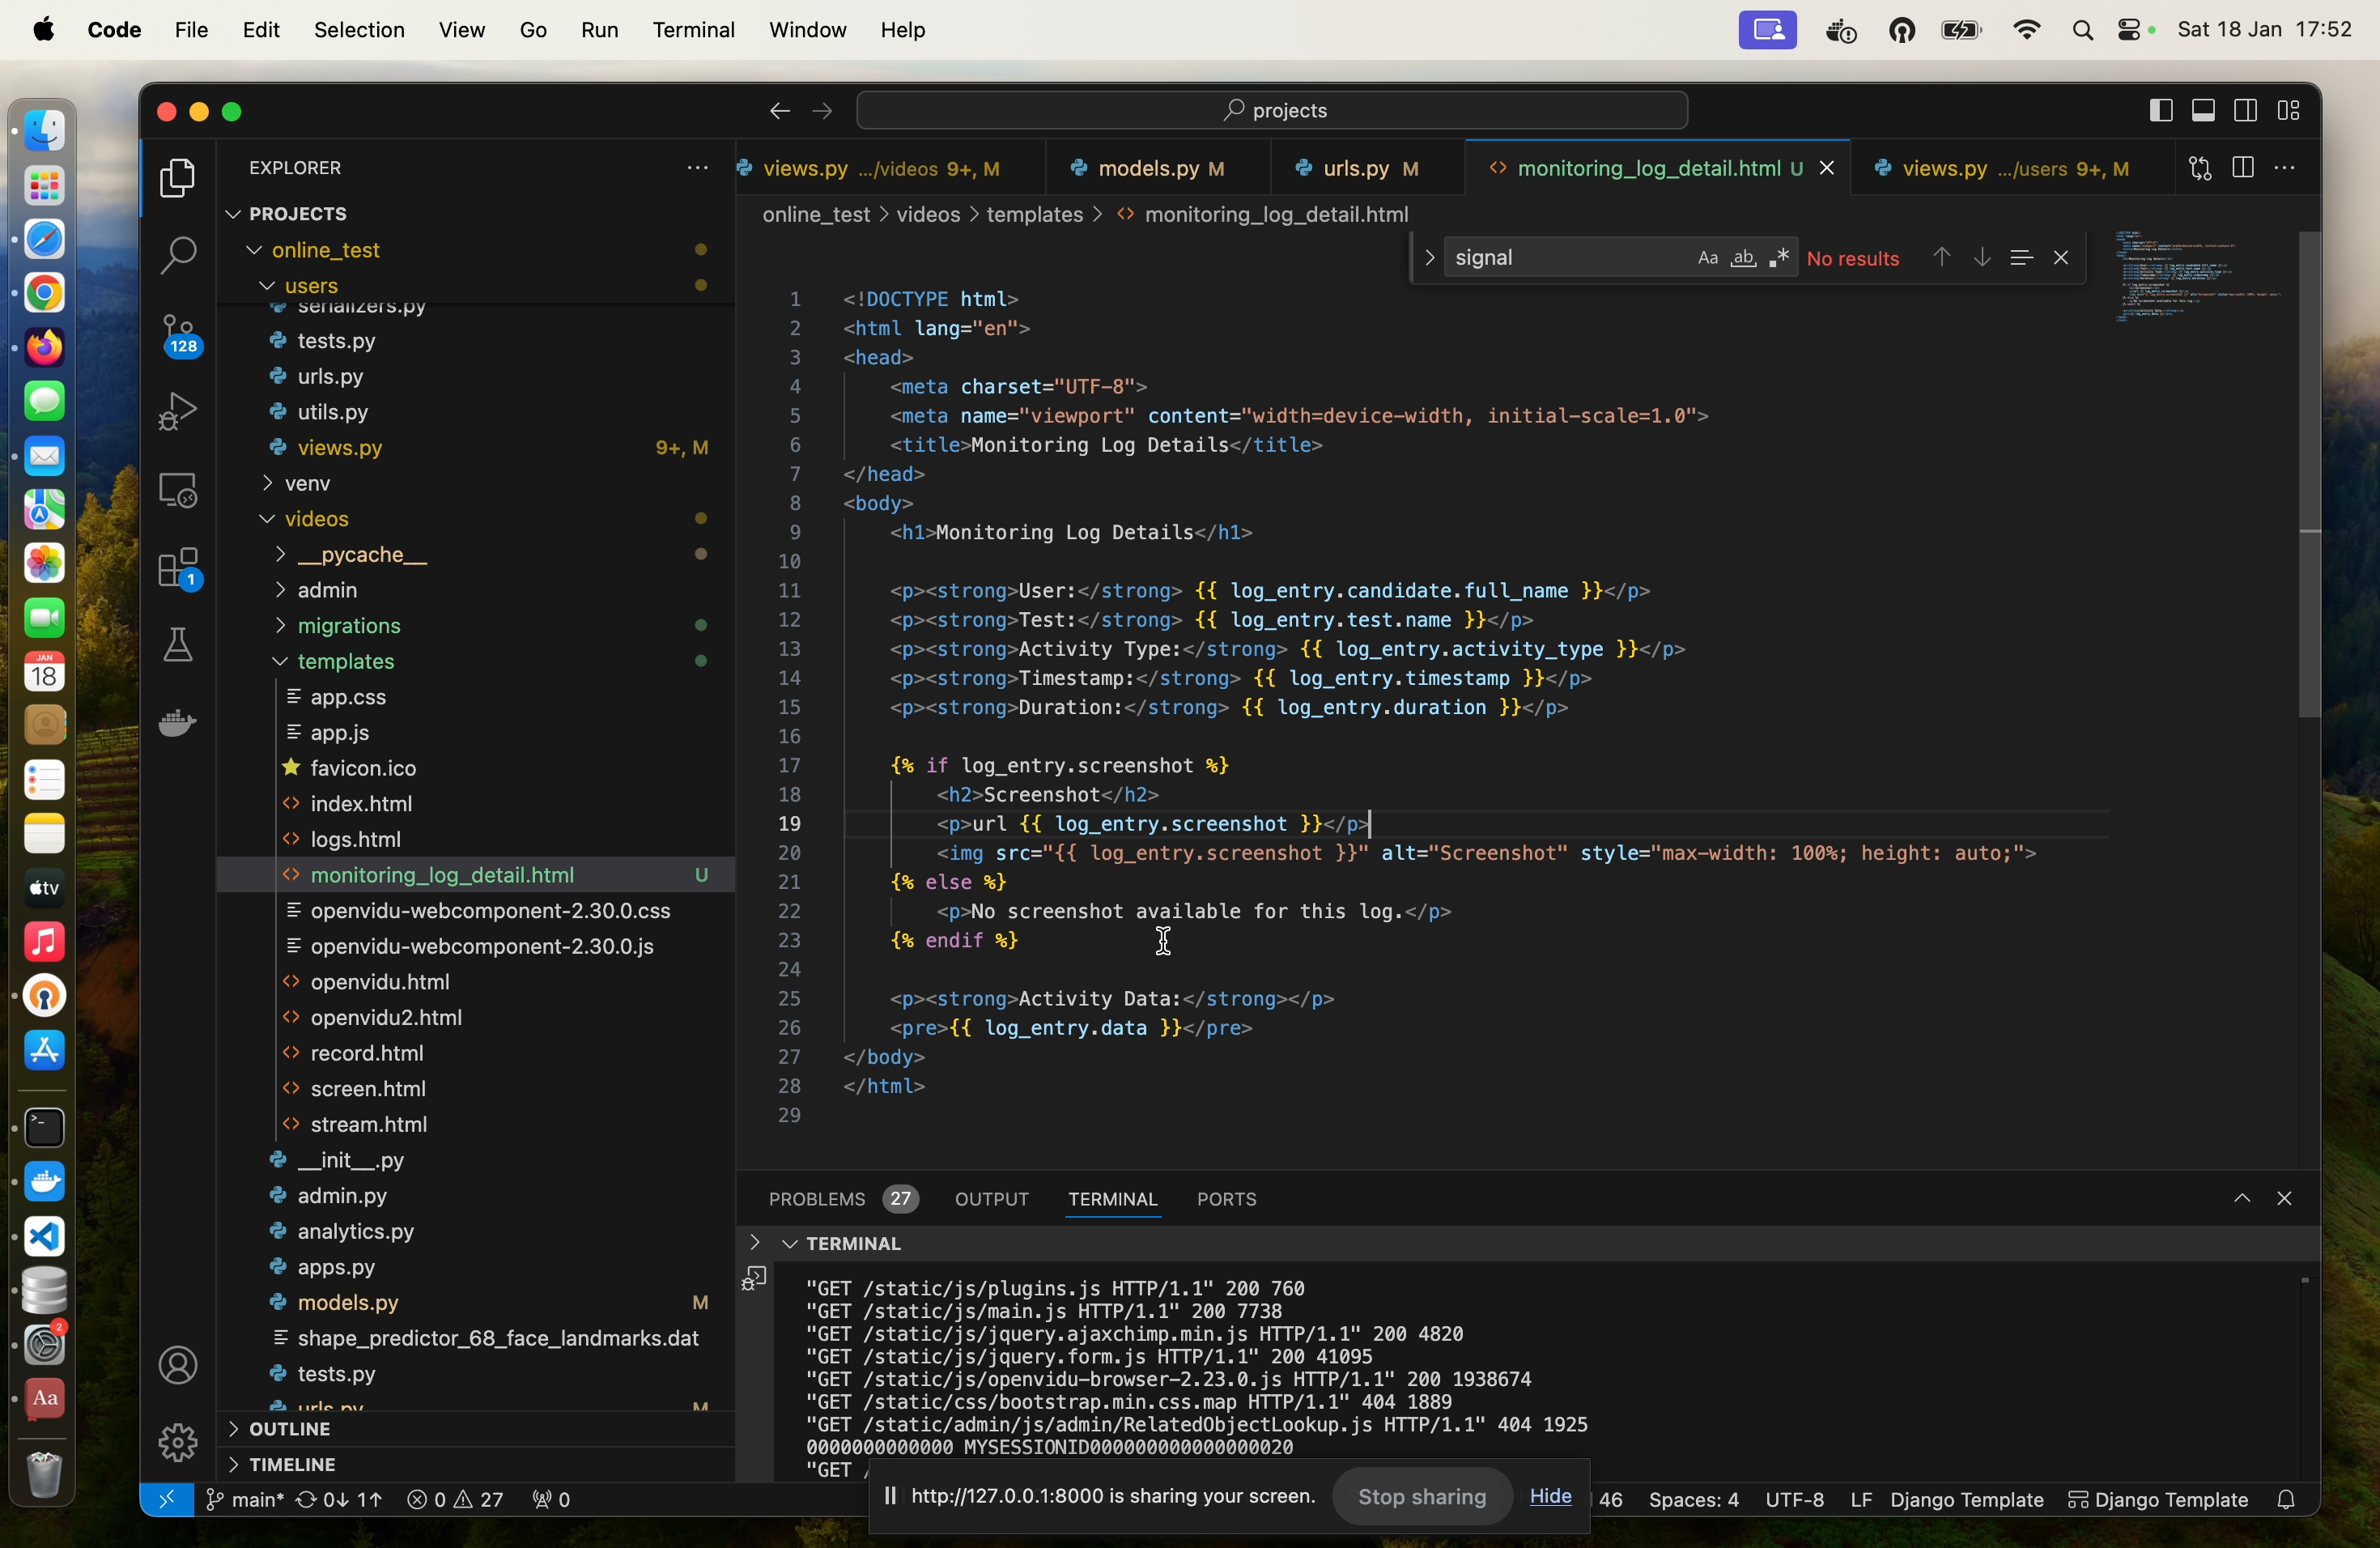 Code File Edit Selection View Go Run Terminal Window Help Sat 18 Jan 17:52
projects
EXPLORER
PROJECTS
online_test
users
serializers.py
tests.py
urls.py
utils.py
views.py 9+, M
venv
videos
__pycache__
admin
migrations
templates
app.css
app.js
favicon.ico
index.html
logs.html
monitoring_log_detail.html U
openvidu-webcomponent-2.30.0.css
openvidu-webcomponent-2.30.0.js
openvidu.html
openvidu2.html
record.html
screen.html
stream.html
__init__.py
admin.py
analytics.py
apps.py
models.py M
shape_predictor_68_face_landmarks.dat
tests.py
urls.py M
OUTLINE
TIMELINE
128
1
JAN
18
tv
2
Aa
views.py .../videos 9+, M models.py M urls.py M monitoring_log_detail.html U views.py .../users 9+, M
online_test > videos > templates > monitoring_log_detail.html
signal Aa ab No results
1 <!DOCTYPE html>
2 <html lang="en">
3 <head>
4 <meta charset="UTF-8">
5 <meta name="viewport" content="width=device-width, initial-scale=1.0">
6 <title>Monitoring Log Details</title>
7 </head>
8 <body>
9 <h1>Monitoring Log Details</h1>
10
11 <p><strong>User:</strong> {{ log_entry.candidate.full_name }}</p>
12 <p><strong>Test:</strong> {{ log_entry.test.name }}</p>
13 <p><strong>Activity Type:</strong> {{ log_entry.activity_type }}</p>
14 <p><strong>Timestamp:</strong> {{ log_entry.timestamp }}</p>
15 <p><strong>Duration:</strong> {{ log_entry.duration }}</p>
16
17 {% if log_entry.screenshot %}
18 <h2>Screenshot</h2>
19 <p>url {{ log_entry.screenshot }}</p>
20 <img src="{{ log_entry.screenshot }}" alt="Screenshot" style="max-width: 100%; height: auto;">
21 {% else %}
22 <p>No screenshot available for this log.</p>
23 {% endif %}
24
25 <p><strong>Activity Data:</strong></p>
26 <pre>{{ log_entry.data }}</pre>
27 </body>
28 </html>
29
PROBLEMS 27 OUTPUT TERMINAL PORTS
TERMINAL
"GET /static/js/plugins.js HTTP/1.1" 200 760
"GET /static/js/main.js HTTP/1.1" 200 7738
"GET /static/js/jquery.ajaxchimp.min.js HTTP/1.1" 200 4820
"GET /static/js/jquery.form.js HTTP/1.1" 200 41095
"GET /static/js/openvidu-browser-2.23.0.js HTTP/1.1" 200 1938674
"GET /static/css/bootstrap.min.css.map HTTP/1.1" 404 1889
"GET /static/admin/js/admin/RelatedObjectLookup.js HTTP/1.1" 404 1925
0000000000000 MYSESSIONID000000000000000020
"GET /
http://127.0.0.1:8000 is sharing your screen. Stop sharing Hide
main* 0↓ 1↑ 0 27 0 46 Spaces: 4 UTF-8 LF Django Template Django Template